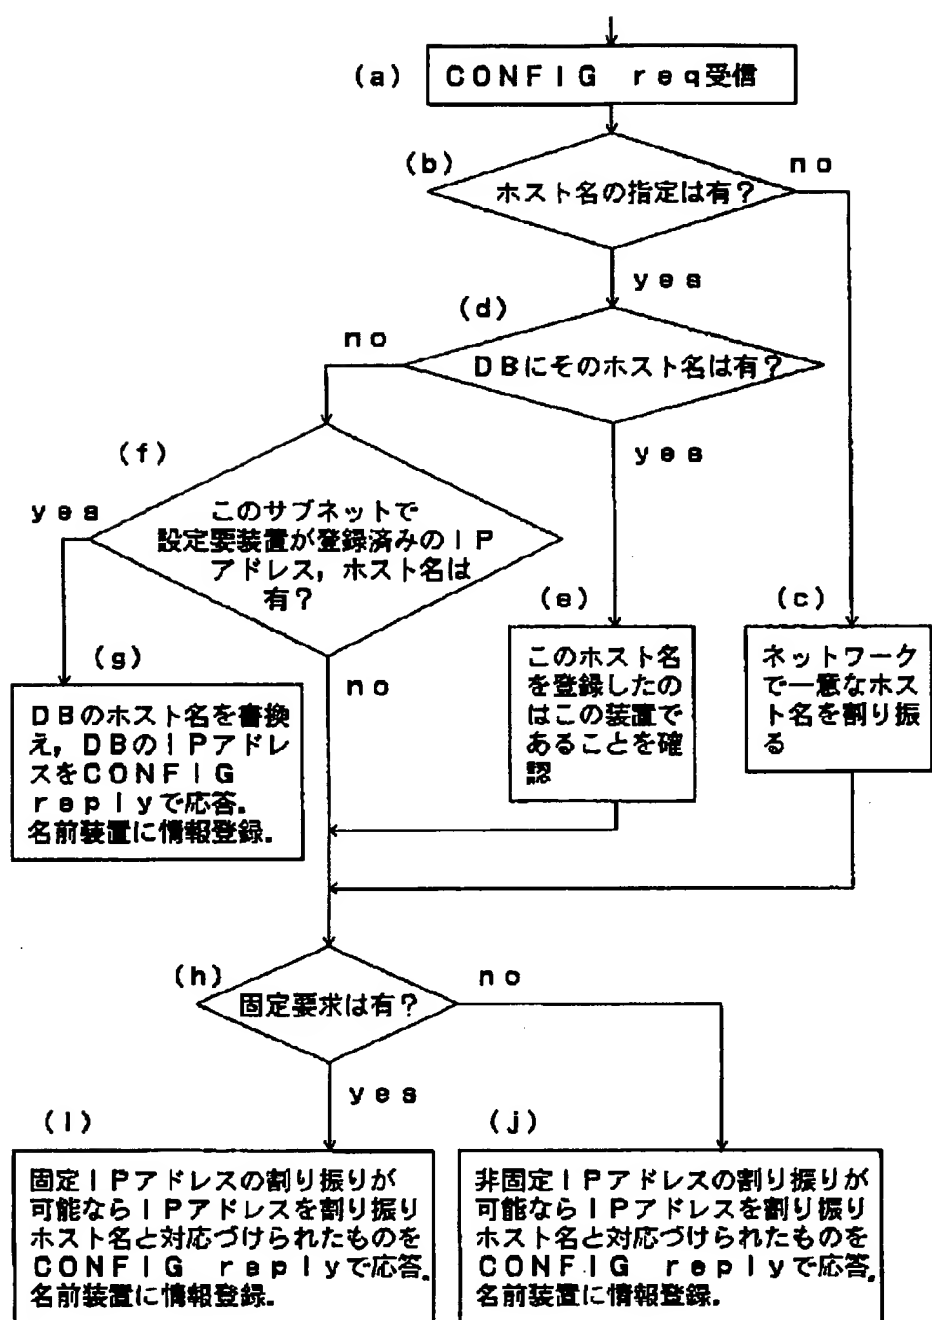 (a)
CONFIG req受信
(b)
no
ホスト名の指定は有?
yes
(d)
no
DBにそのホスト名は有?
yes
(f)
yes
このサブネットで
設定要装置が登録済みのIP
アドレス,ホスト名は
有?
no
(e)
このホスト名
を登録したの
はこの装置で
あることを確
認
(c)
ネットワーク
で一意なホス
ト名を割り振
る
(g)
DBのホスト名を書換
え,DBのIPアドレ
スをCONFIG
replyで応答.
名前装置に情報登録.
(h)
no
固定要求は有?
yes
(i)
固定IPアドレスの割り振りが
可能ならIPアドレスを割り振り
ホスト名と対応づけられたものを
CONFIG replyで応答.
名前装置に情報登録.
(j)
非固定IPアドレスの割り振りが
可能ならIPアドレスを割り振り
ホスト名と対応づけられたものを
CONFIG replyで応答.
名前装置に情報登録.